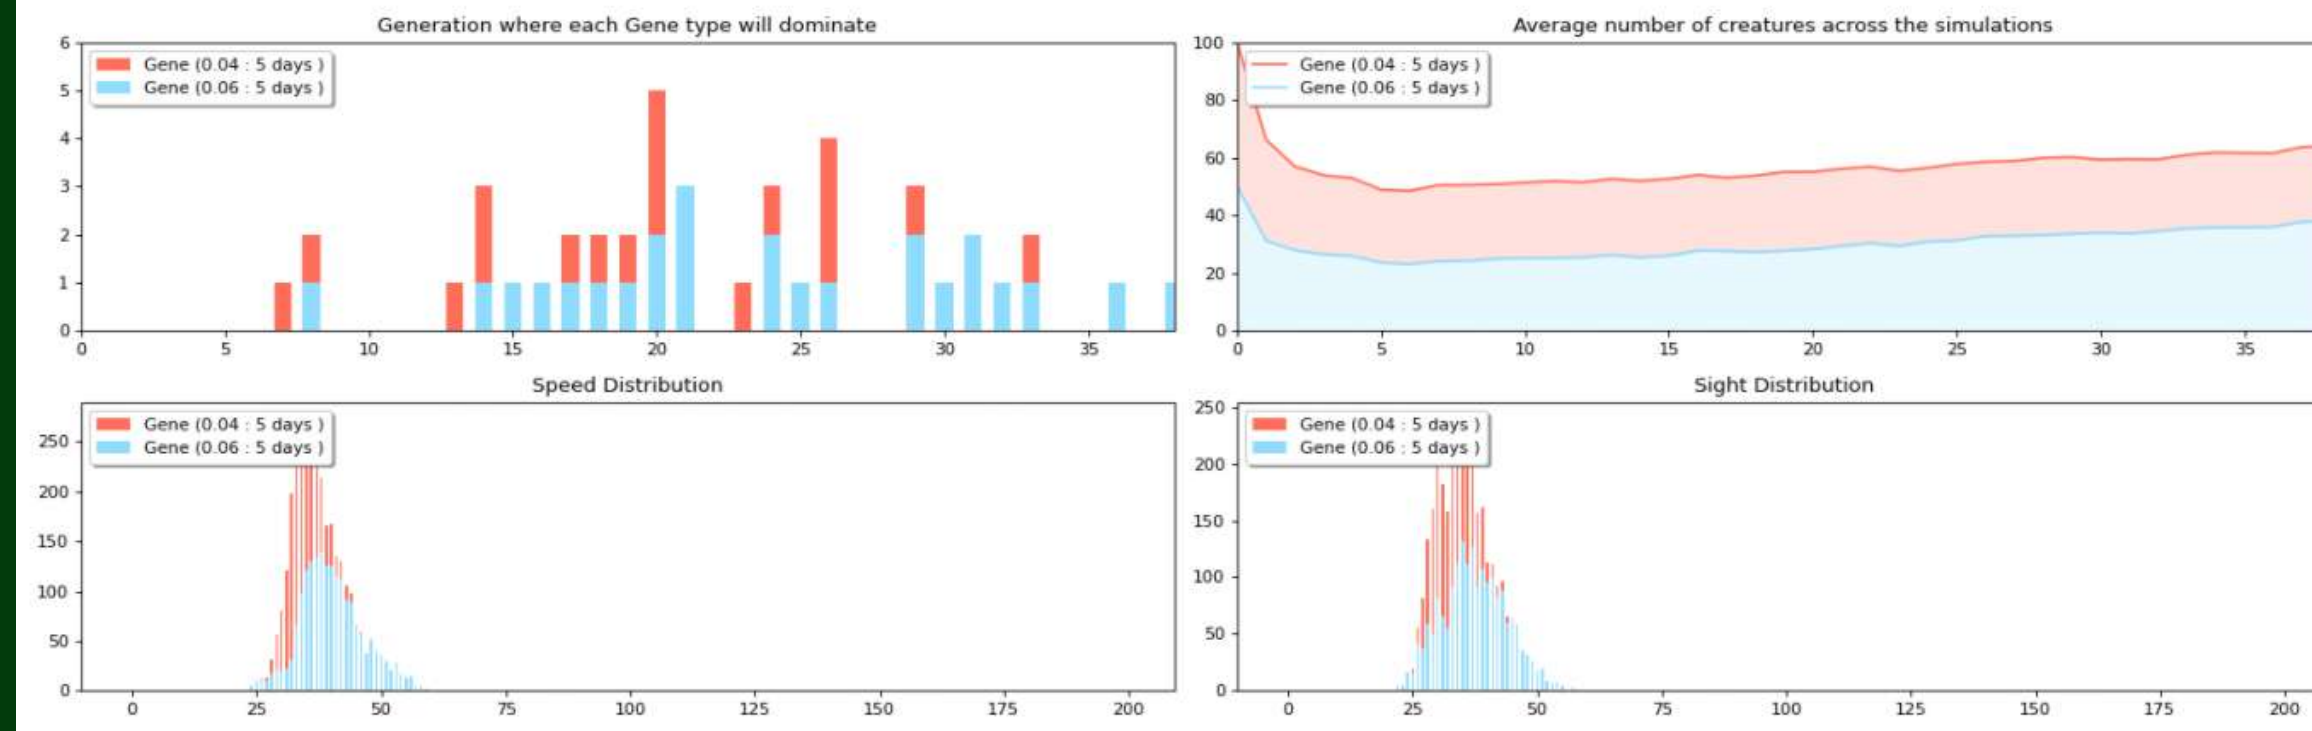 Generation where each Gene type will dominate
6
5
4
3
2
1
0
Gene (0.04 : 5 days )
Gene (0.06 : 5 days )
0 5 10 15 20 25 30 35
Average number of creatures across the simulations
100
80
60
40
20
0
Gene (0.04 : 5 days )
Gene (0.06 : 5 days )
0 5 10 15 20 25 30 35
Speed Distribution
250
200
150
100
50
0
Gene (0.04 : 5 days )
Gene (0.06 : 5 days )
0 25 50 75 100 125 150 175 200
Sight Distribution
250
200
150
100
50
0
Gene (0.04 : 5 days )
Gene (0.06 : 5 days )
0 25 50 75 100 125 150 175 200